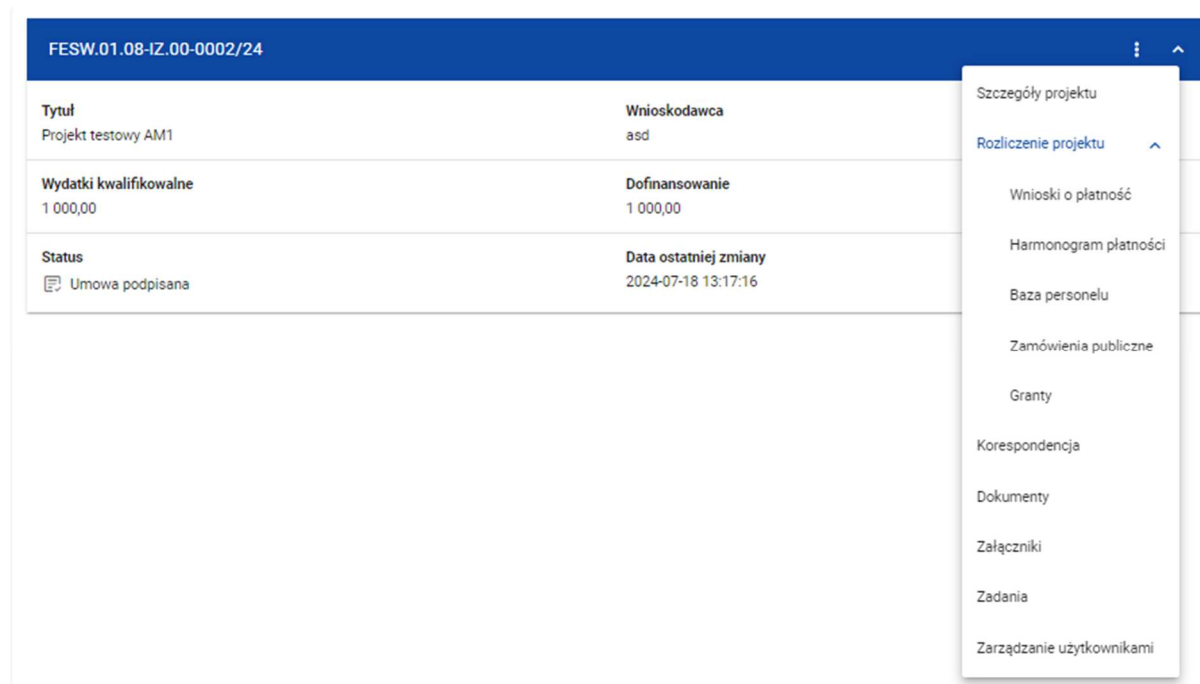 FESW.01.08-IZ.00-0002/24
Tytuł
Projekt testowy AM1
Wnioskodawca
asd
Wydatki kwalifikowalne
1 000,00
Dofinansowanie
1 000,00
Status
Umowa podpisana
Data ostatniej zmiany
2024-07-18 13:17:16
Szczegóły projektu
Rozliczenie projektu
Wnioski o płatność
Harmonogram płatności
Baza personelu
Zamówienia publiczne
Granty
Korespondencja
Dokumenty
Załączniki
Zadania
Zarządzanie użytkownikami